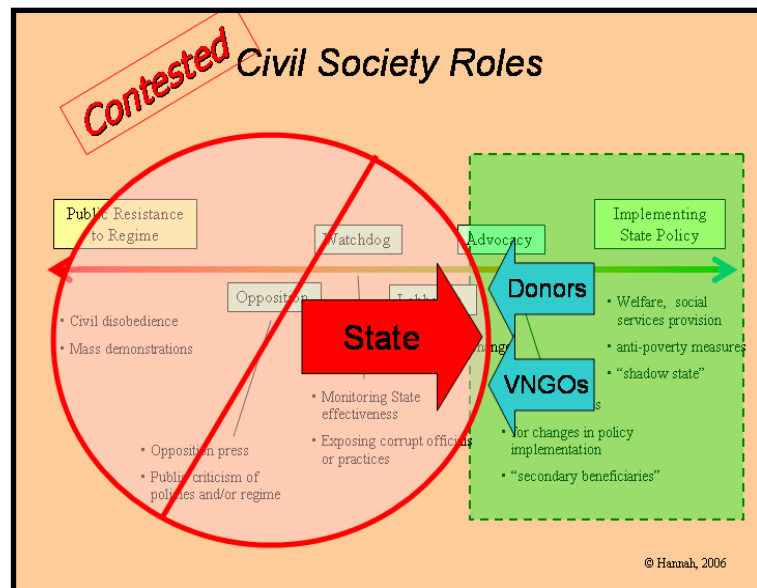 Contested
Civil Society Roles
Public Resistance
to Regime
Watchdog
Advocacy
Implementing
State Policy
Opposition
State
Donors
VNGOs
• Civil disobedience
• Mass demonstrations
• Opposition press
• Public criticism of
policies and/or regime
• Monitoring State
effectiveness
• Exposing corrupt officials
or practices
• for changes in policy
implementation
• “secondary beneficiaries”
• Welfare, social
services provision
• anti-poverty measures
• “shadow state”
© Hannah, 2006